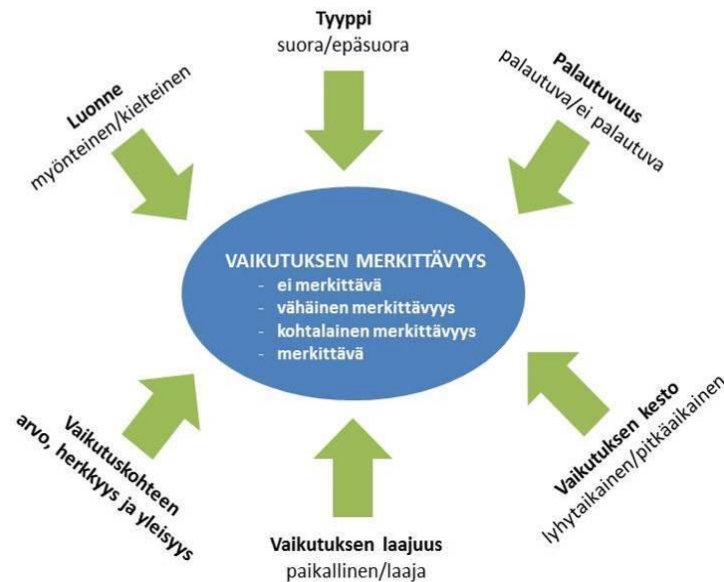 Tyyppi
suora/epäsuora
Luonne
myönteinen/kielteinen
Palautuvuus
palautuva/ei palautuva
VAIKUTUKSEN MERKITTÄVYYS
- ei merkittävä
- vähäinen merkittävyys
- kohtalainen merkittävyys
- merkittävä
Vaikutuskohteen
arvo, herkkyys ja yleisyys
Vaikutuksen laajuus
paikallinen/laaja
Vaikutuksen kesto
lyhytaikainen/pitkäaikainen